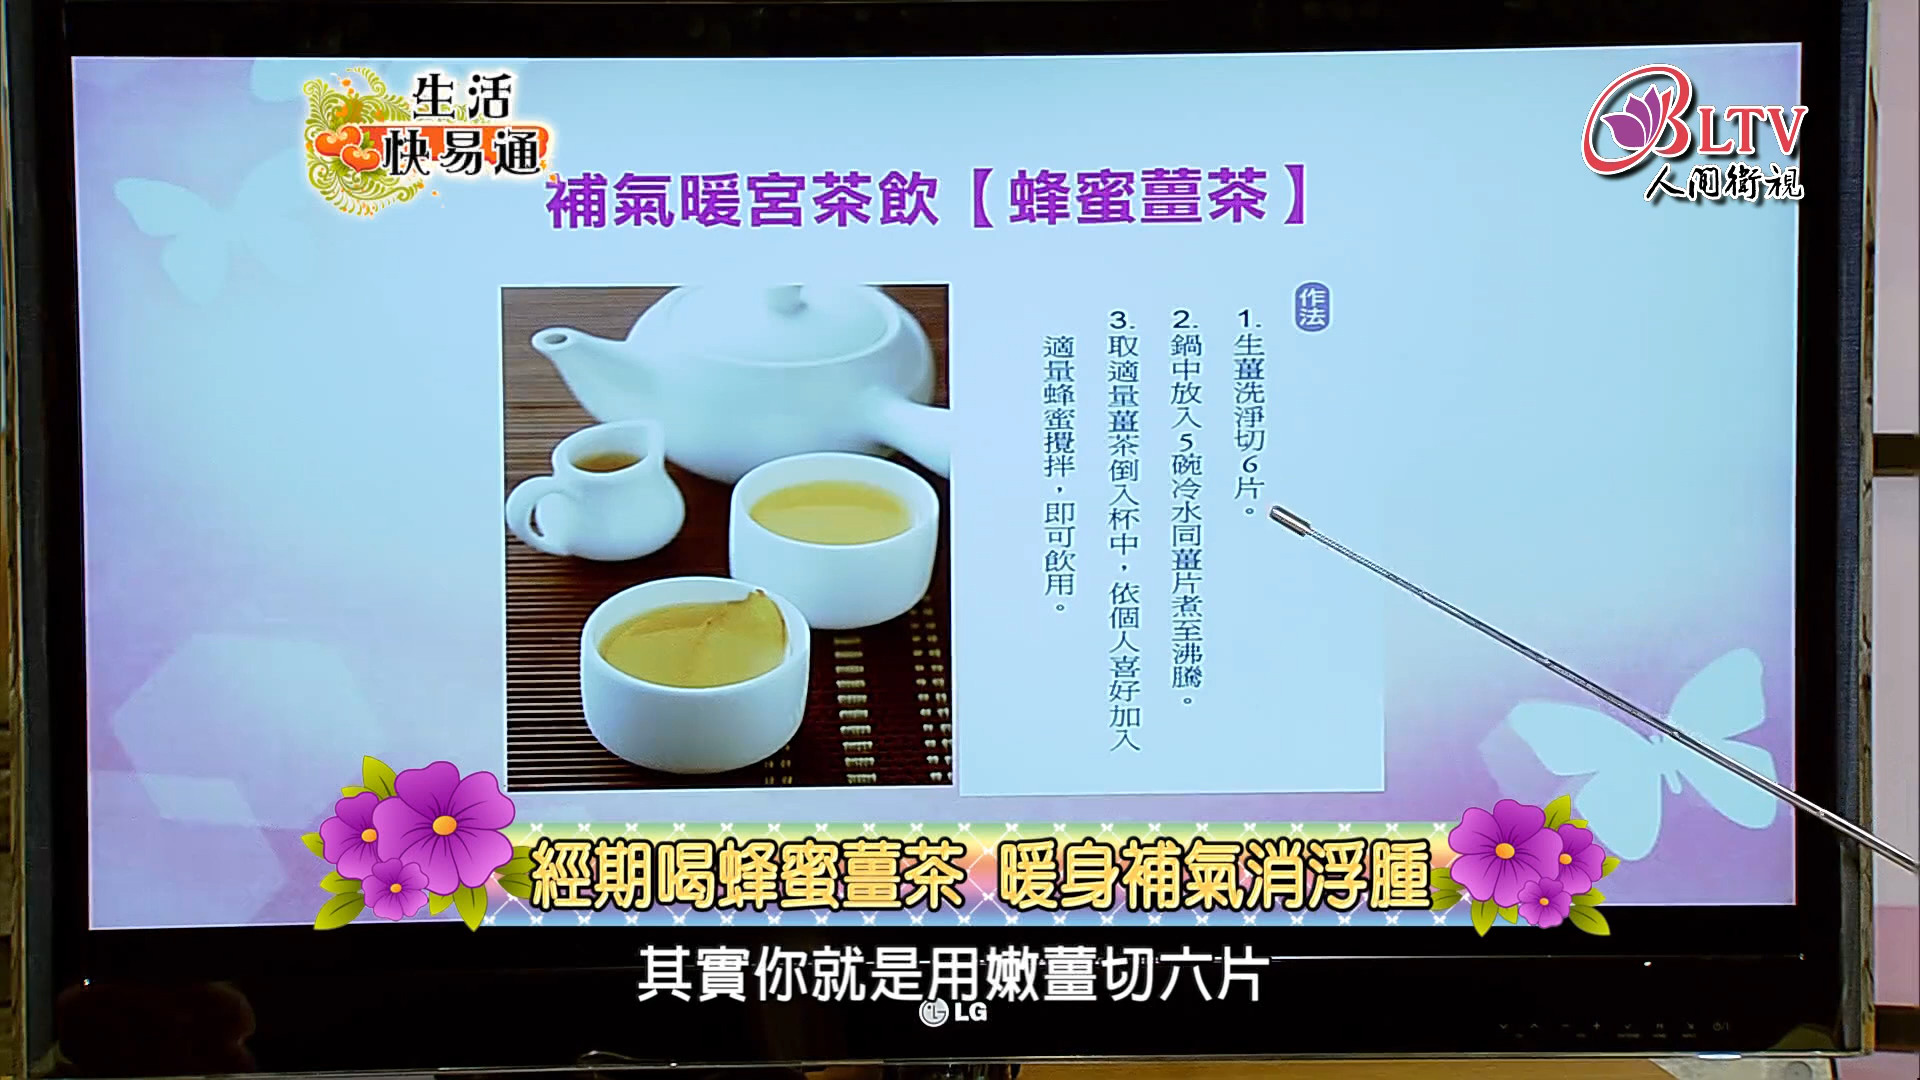 生活
快易通
BLTV
人間衛視
補氣暖宮茶飲【蜂蜜薑茶】
作法
1.生薑洗淨切6片。
2.鍋中放入5碗冷水同薑片煮至沸騰。
3.取適量薑茶倒入杯中，依個人喜好加入
適量蜂蜜攪拌，即可飲用。
經期喝蜂蜜薑茶 暖身補氣消浮腫
其實你就是用嫩薑切六片
LG